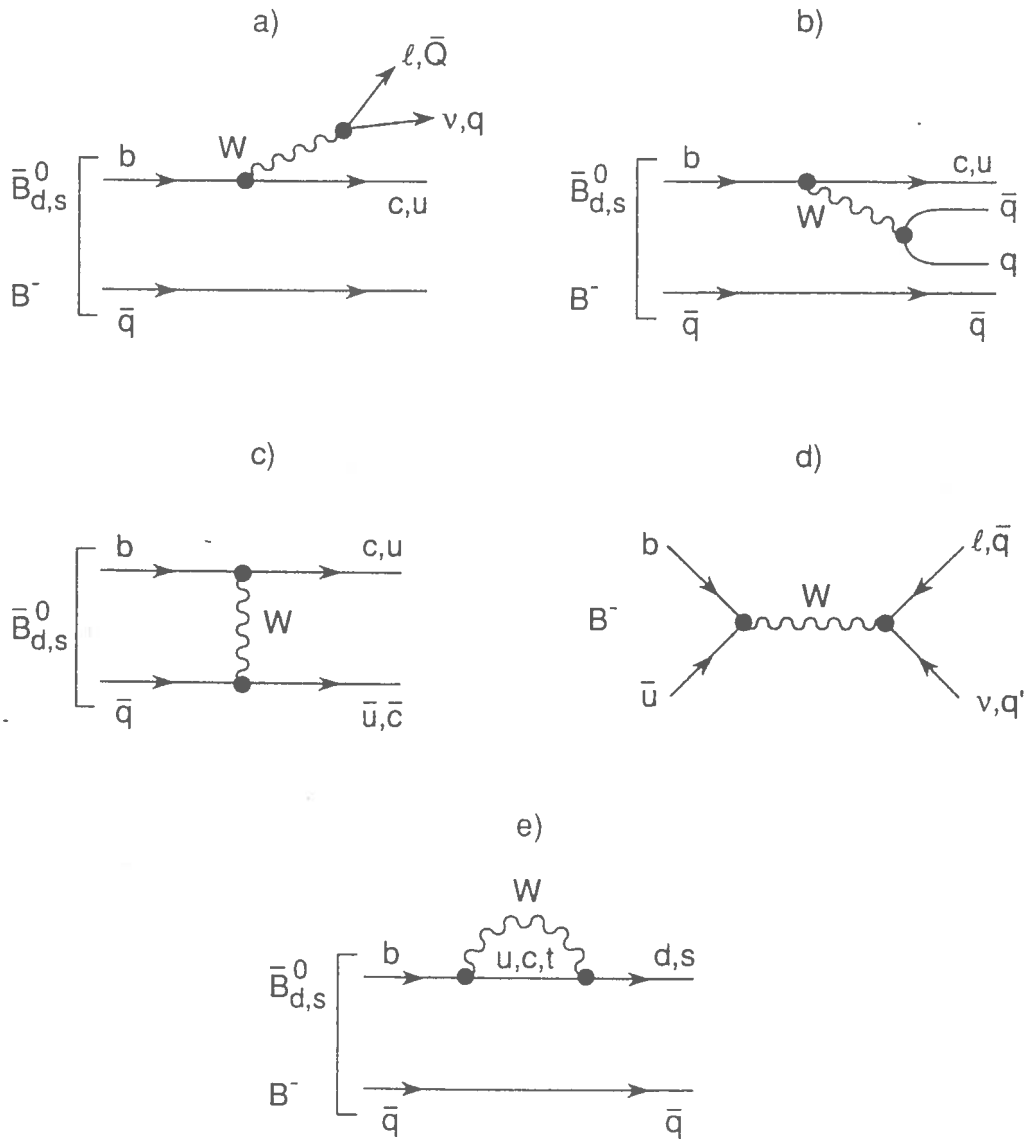 a)
ℓ,Q̄
ν,q
W
b
B̄⁰d,s
c,u
B⁻
q̄
b)
b
c,u
B̄⁰d,s
q̄
W
q
B⁻
q̄
q̄
c)
b
c,u
B̄⁰d,s
W
q̄
ū,c̄
d)
b
ℓ,q̄
W
B⁻
ū
ν,q'
e)
W
b
u,c,t
d,s
B̄⁰d,s
B⁻
q̄
q̄